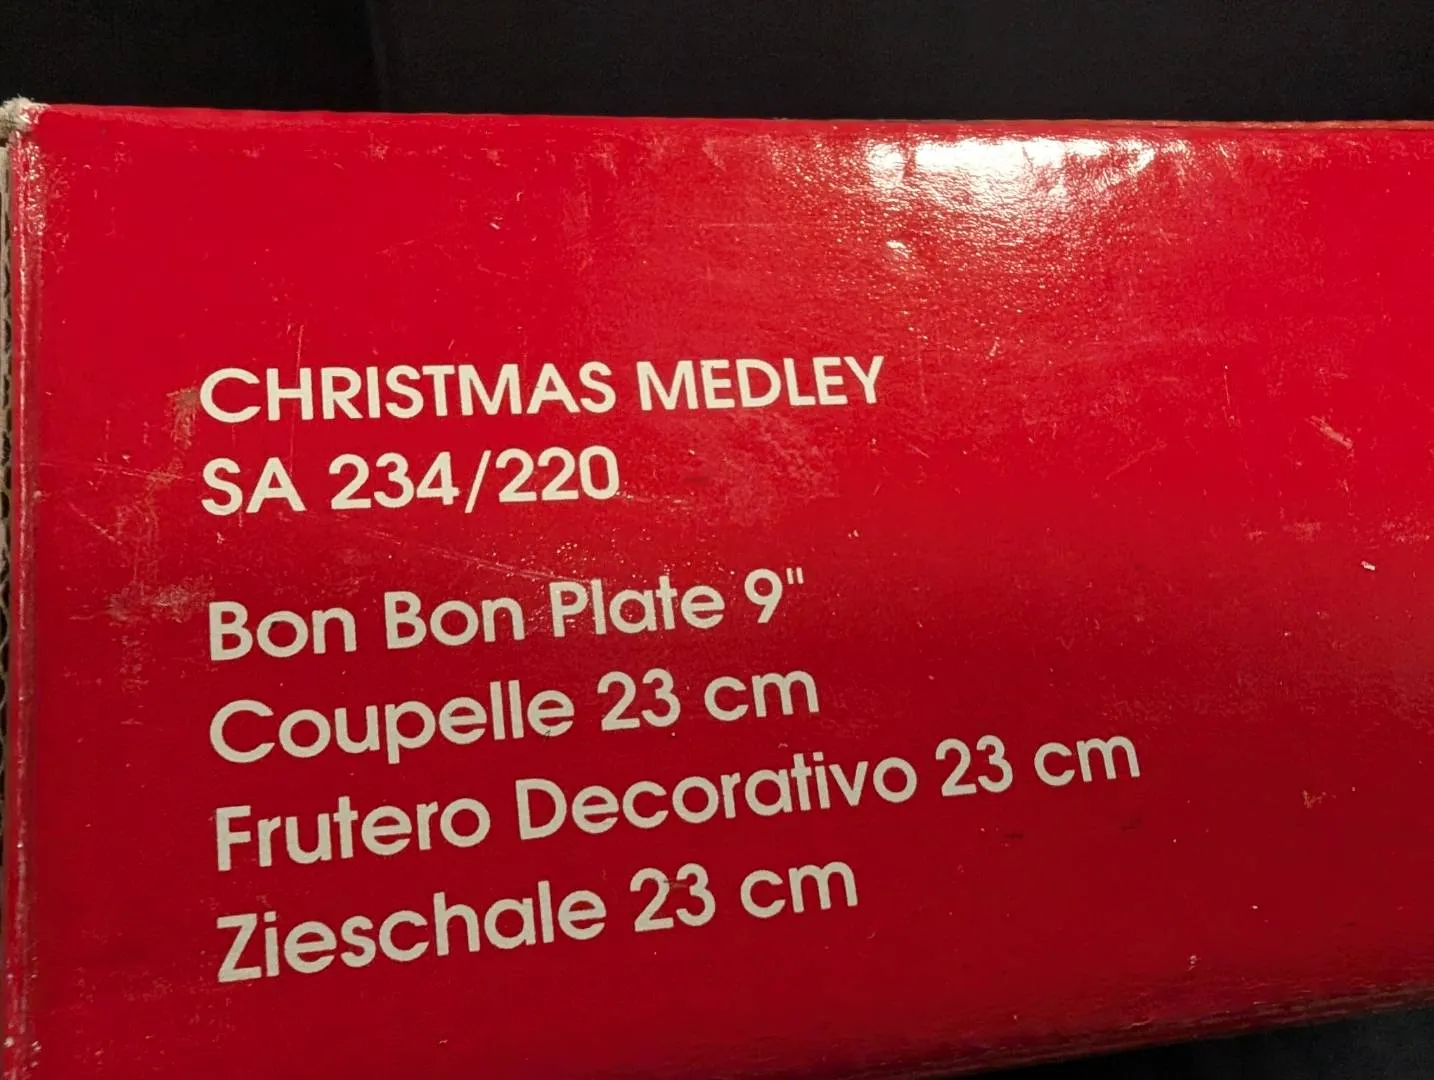 CHRISTMAS MEDLEY
SA 234/220
Bon Bon Plate 9"
Coupelle 23 cm
Frutero Decorativo 23 cm
Zieschale 23 cm